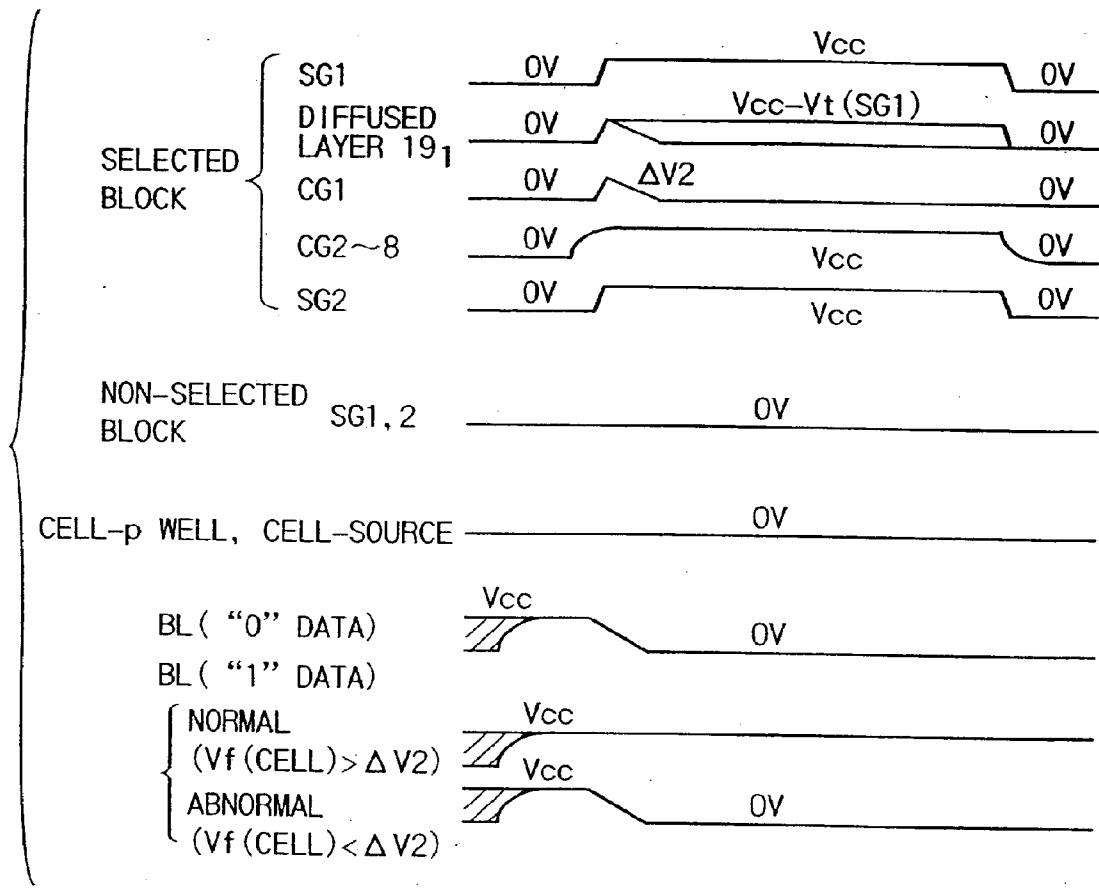 Vcc
SG1 0V 0V
DIFFUSED
LAYER 19₁ 0V Vcc-Vt(SG1) 0V
SELECTED
BLOCK
CG1 0V ΔV2 0V
CG2~8 0V Vcc 0V
SG2 0V Vcc 0V
NON-SELECTED
BLOCK SG1,2 0V
CELL-p WELL, CELL-SOURCE 0V
Vcc
BL( “0” DATA) 0V
BL( “1” DATA)
NORMAL Vcc
(Vf(CELL)>ΔV2)
Vcc
ABNORMAL 0V
(Vf(CELL)<ΔV2)